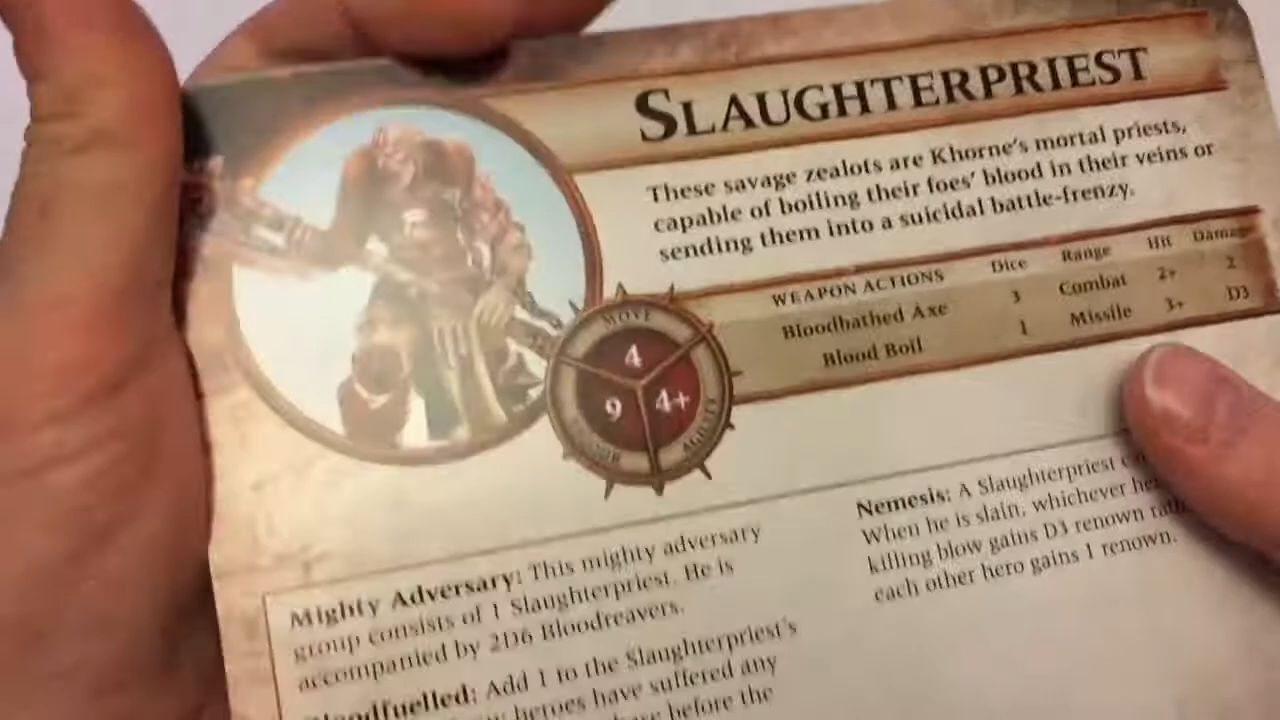 SLAUGHTERPRIEST
These savage zealots are Khorne's mortal priests,
capable of boiling their foes' blood in their veins or
sending them into a suicidal battle-frenzy.
WEAPON ACTIONS Dice Range Hit Damage
Bloodbathed Axe 3 Combat 2+ 2
Blood Boil 1 Missile 3+ D3
MOVE
4
9 4+
AGILITY
Mighty Adversary: This mighty adversary
group consists of 1 Slaughterpriest. He is
accompanied by 2D6 Bloodreavers.
Add 1 to the Slaughterpriest's
heroes have suffered any
before the
Nemesis: A Slaughterpriest
When he is slain, whichever
killing blow gains D3 renown
each other hero gains 1 renown.